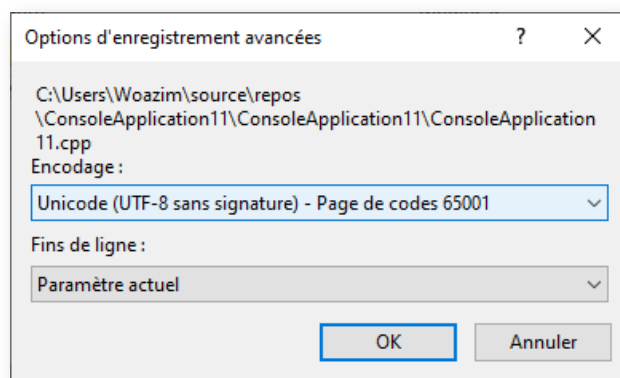 Options d'enregistrement avancées
C:\Users\Woazim\source\repos
\ConsoleApplication11\ConsoleApplication11\ConsoleApplication
11.cpp
Encodage :
Unicode (UTF-8 sans signature) - Page de codes 65001
Fins de ligne :
Paramètre actuel
OK Annuler